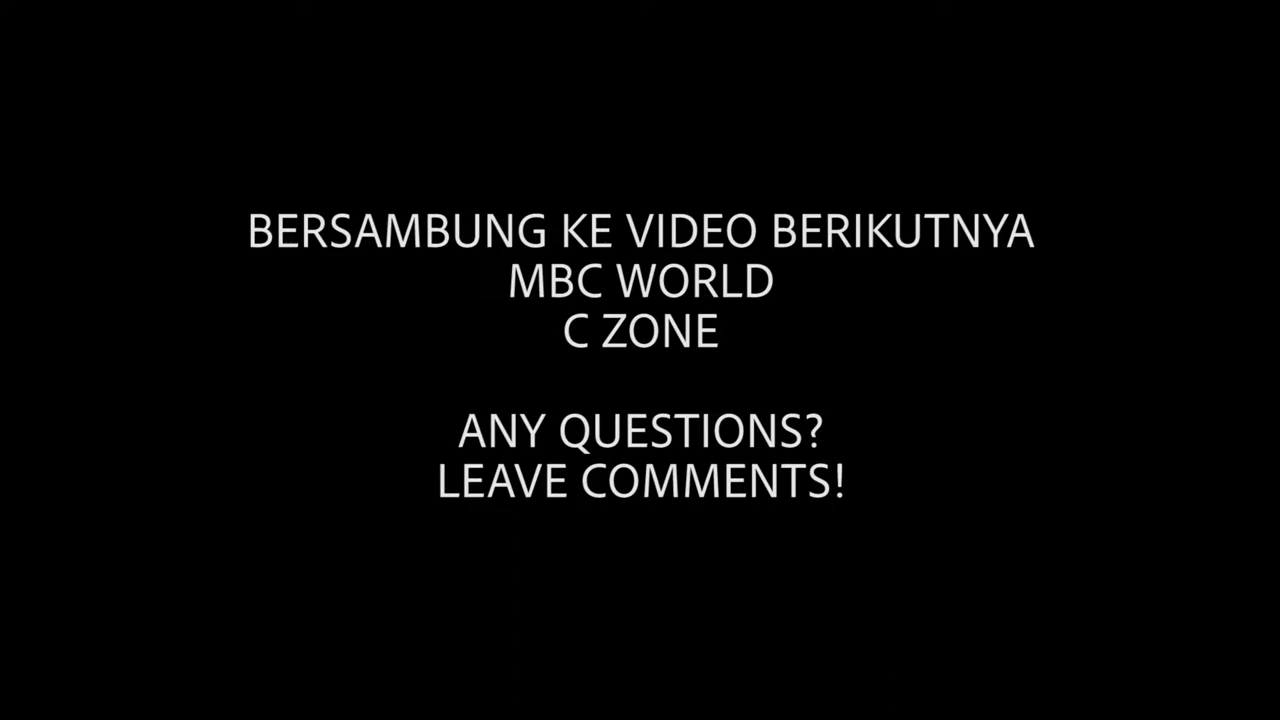 BERSAMBUNG KE VIDEO BERIKUTNYA
MBC WORLD
C ZONE
ANY QUESTIONS?
LEAVE COMMENTS!